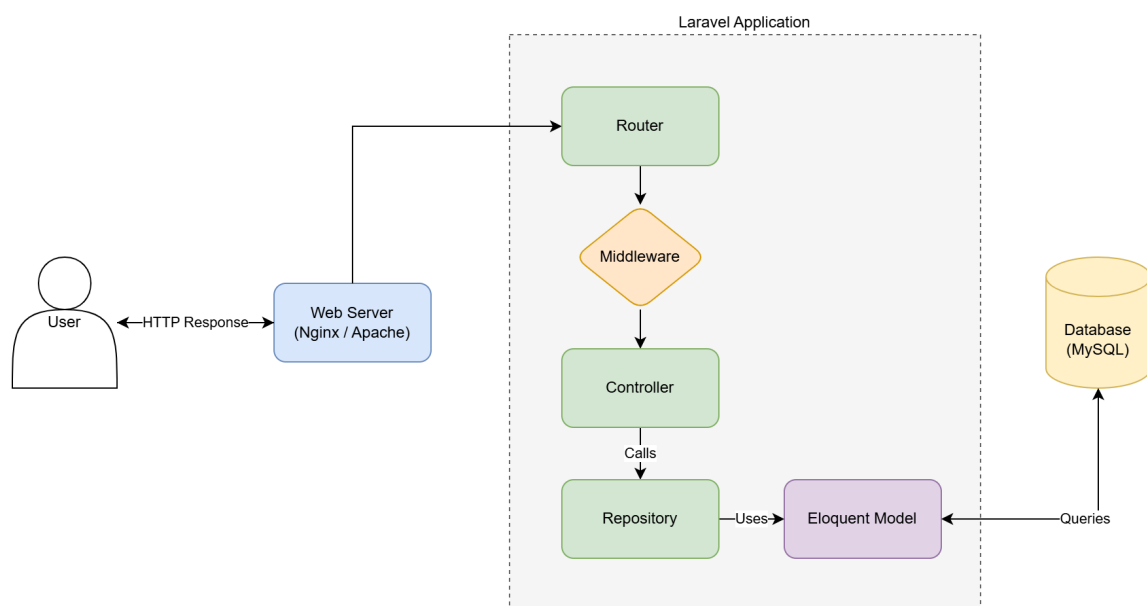 Laravel Application
Router
Middleware
User
HTTP Response
Web Server
(Nginx / Apache)
Database
(MySQL)
Controller
Calls
Repository
Uses
Eloquent Model
Queries